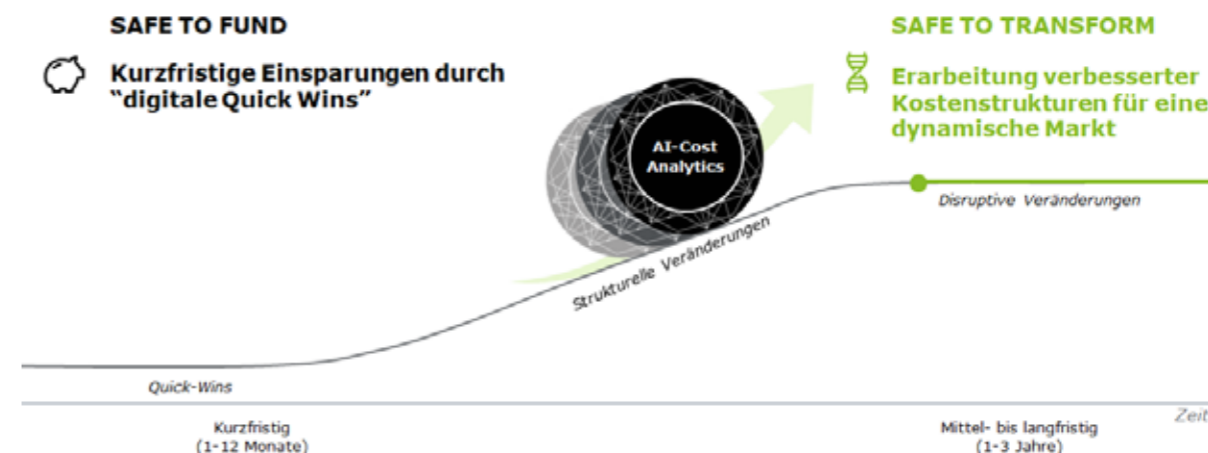 SAFE TO FUND
Kurzfristige Einsparungen durch
“digitale Quick Wins”
SAFE TO TRANSFORM
Erarbeitung verbesserter
Kostenstrukturen für eine
dynamische Markt
AI-Cost
Analytics
Strukturelle Veränderungen
Disruptive Veränderungen
Quick-Wins
Zeit
Kurzfristig
(1-12 Monate)
Mittel- bis langfristig
(1-3 Jahre)